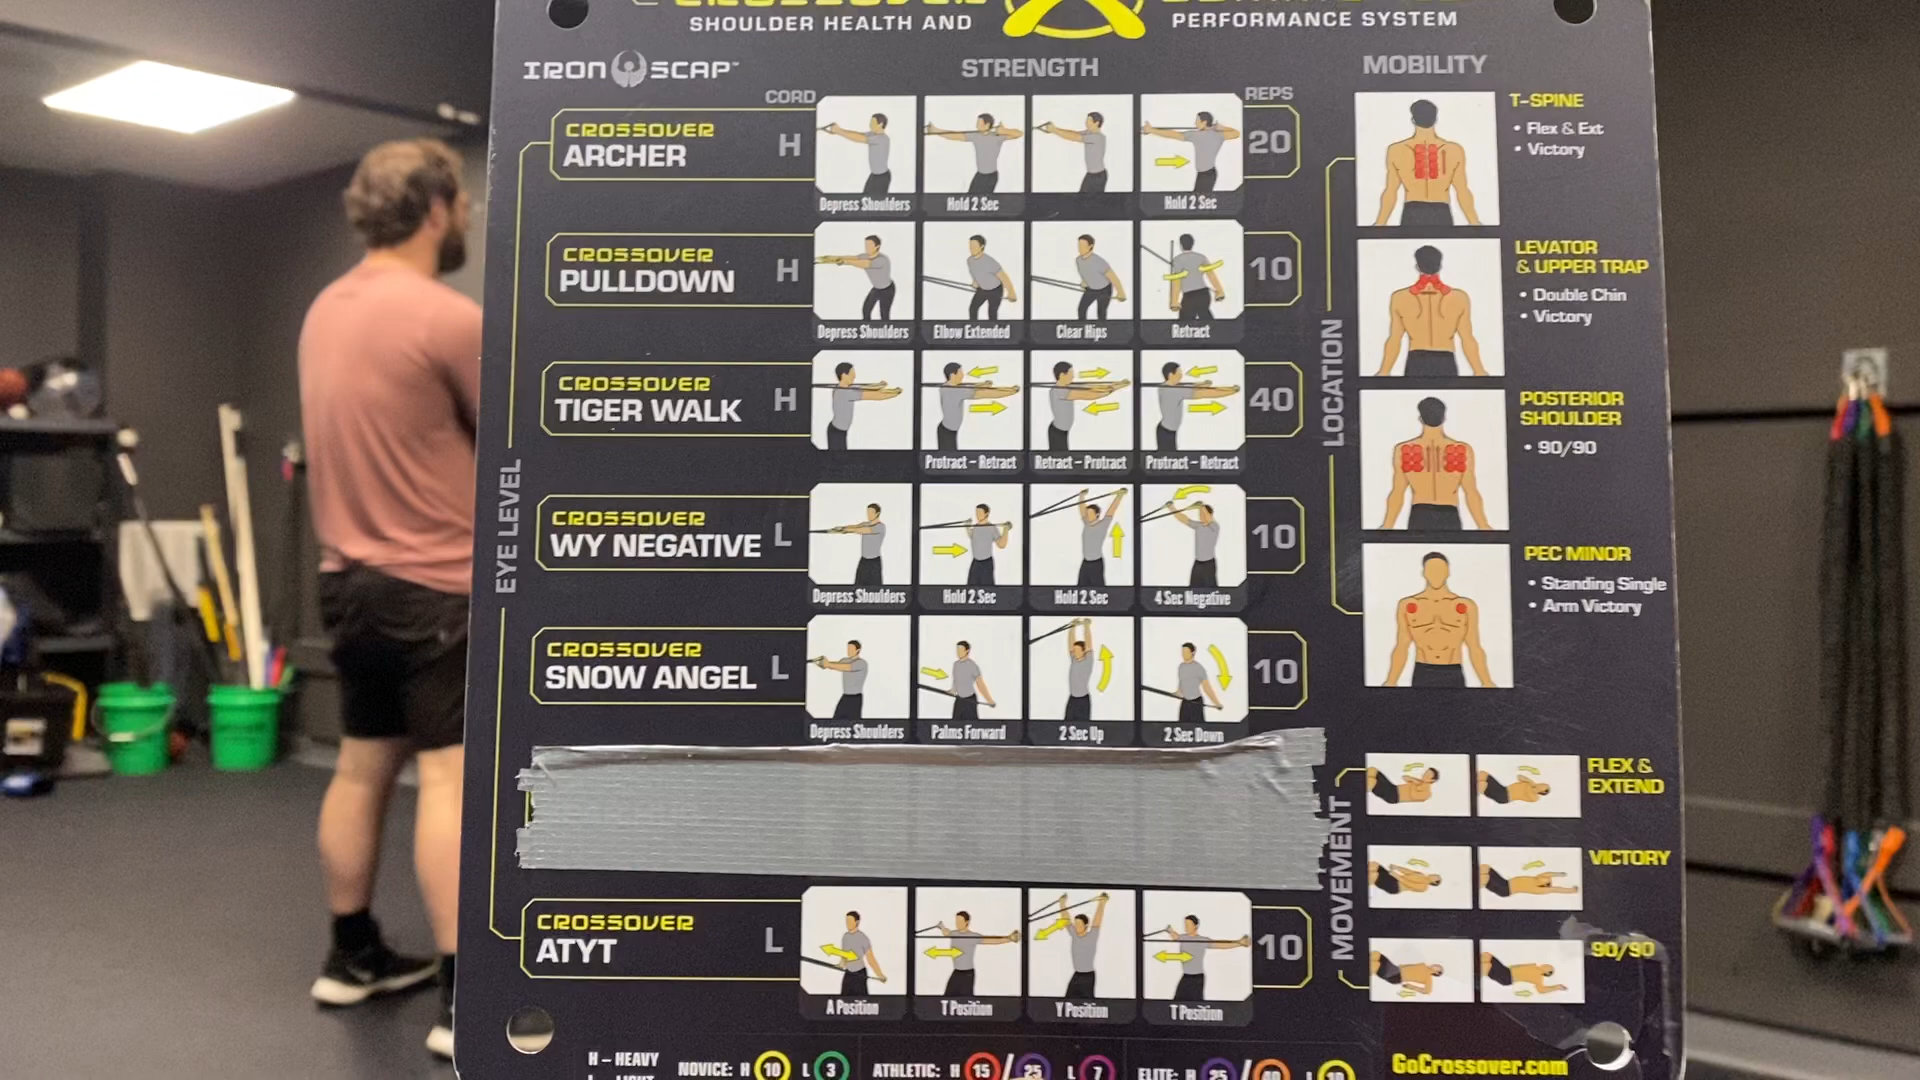 SHOULDER HEALTH AND PERFORMANCE SYSTEM
IRON SCAP™
STRENGTH
CORD
REPS
EYE LEVEL
CROSSOVER
ARCHER H 20
Depress Shoulders Hold 2 Sec Hold 2 Sec
CROSSOVER
PULLDOWN H 10
Depress Shoulders Elbow Extended Clear Hips Retract
CROSSOVER
TIGER WALK H 40
Protract – Retract Retract – Protract Protract – Retract
CROSSOVER
WY NEGATIVE L 10
Depress Shoulders Hold 2 Sec Hold 2 Sec 4 Sec Negative
CROSSOVER
SNOW ANGEL L 10
Depress Shoulders Palms Forward 2 Sec Up 2 Sec Down
CROSSOVER
ATYT L 10
A Position T Position Y Position T Position
MOBILITY
LOCATION
T-SPINE
• Flex & Ext
• Victory
LEVATOR
& UPPER TRAP
• Double Chin
• Victory
POSTERIOR
SHOULDER
• 90/90
PEC MINOR
• Standing Single
• Arm Victory
MOVEMENT
FLEX &
EXTEND
VICTORY
90/90
H – HEAVY
NOVICE: H 10 L 3 ATHLETIC: H 15 / 25 L 7 ELITE: H 25 /
GoCrossover.com